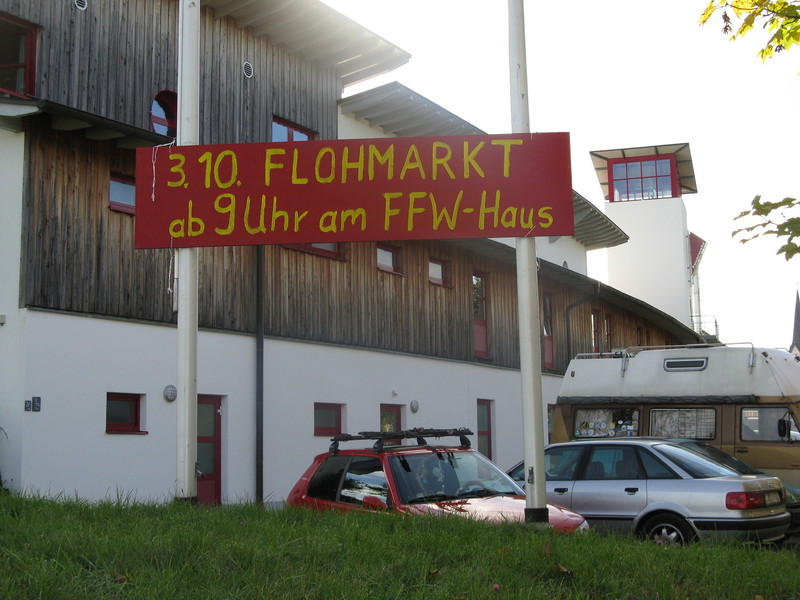 3. 10. FLOHMARKT
ab 9 Uhr am FFW-Haus